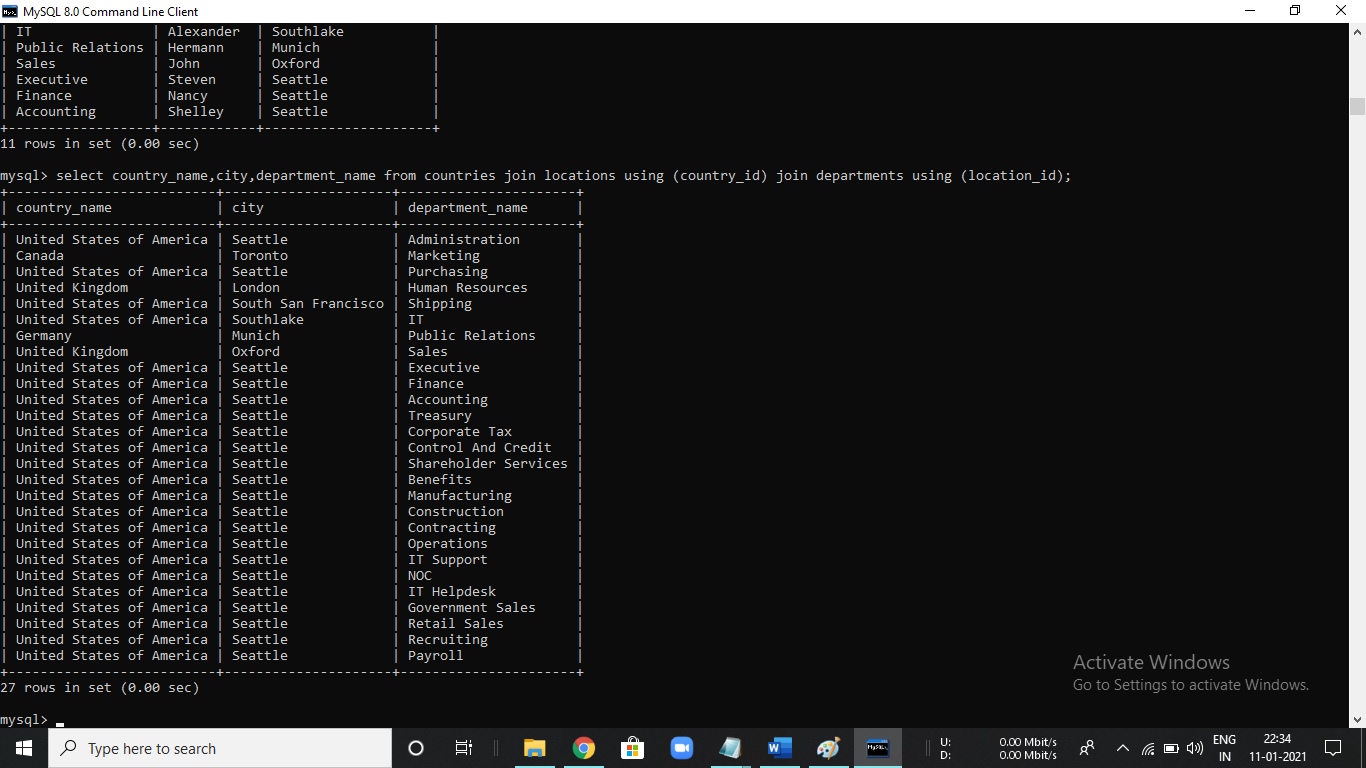 MySQL 8.0 Command Line Client
| IT               | Alexander  | Southlake           |
| Public Relations | Hermann    | Munich              |
| Sales            | John       | Oxford              |
| Executive        | Steven     | Seattle             |
| Finance          | Nancy      | Seattle             |
| Accounting       | Shelley    | Seattle             |
+------------------+------------+---------------------+
11 rows in set (0.00 sec)
mysql> select country_name,city,department_name from countries join locations using (country_id) join departments using (location_id);
+--------------------------+---------------------+----------------------+
| country_name             | city                | department_name      |
+--------------------------+---------------------+----------------------+
| United States of America | Seattle             | Administration       |
| Canada                   | Toronto             | Marketing            |
| United States of America | Seattle             | Purchasing           |
| United Kingdom           | London              | Human Resources      |
| United States of America | South San Francisco | Shipping             |
| United States of America | Southlake           | IT                   |
| Germany                  | Munich              | Public Relations     |
| United Kingdom           | Oxford              | Sales                |
| United States of America | Seattle             | Executive            |
| United States of America | Seattle             | Finance              |
| United States of America | Seattle             | Accounting           |
| United States of America | Seattle             | Treasury             |
| United States of America | Seattle             | Corporate Tax        |
| United States of America | Seattle             | Control And Credit   |
| United States of America | Seattle             | Shareholder Services |
| United States of America | Seattle             | Benefits             |
| United States of America | Seattle             | Manufacturing        |
| United States of America | Seattle             | Construction         |
| United States of America | Seattle             | Contracting          |
| United States of America | Seattle             | Operations           |
| United States of America | Seattle             | IT Support           |
| United States of America | Seattle             | NOC                  |
| United States of America | Seattle             | IT Helpdesk          |
| United States of America | Seattle             | Government Sales     |
| United States of America | Seattle             | Retail Sales         |
| United States of America | Seattle             | Recruiting           |
| United States of America | Seattle             | Payroll              |
+--------------------------+---------------------+----------------------+
27 rows in set (0.00 sec)
mysql> _
Activate Windows
Go to Settings to activate Windows.
Type here to search
U: 0.00 Mbit/s
D: 0.00 Mbit/s
ENG
IN
22:34
11-01-2021